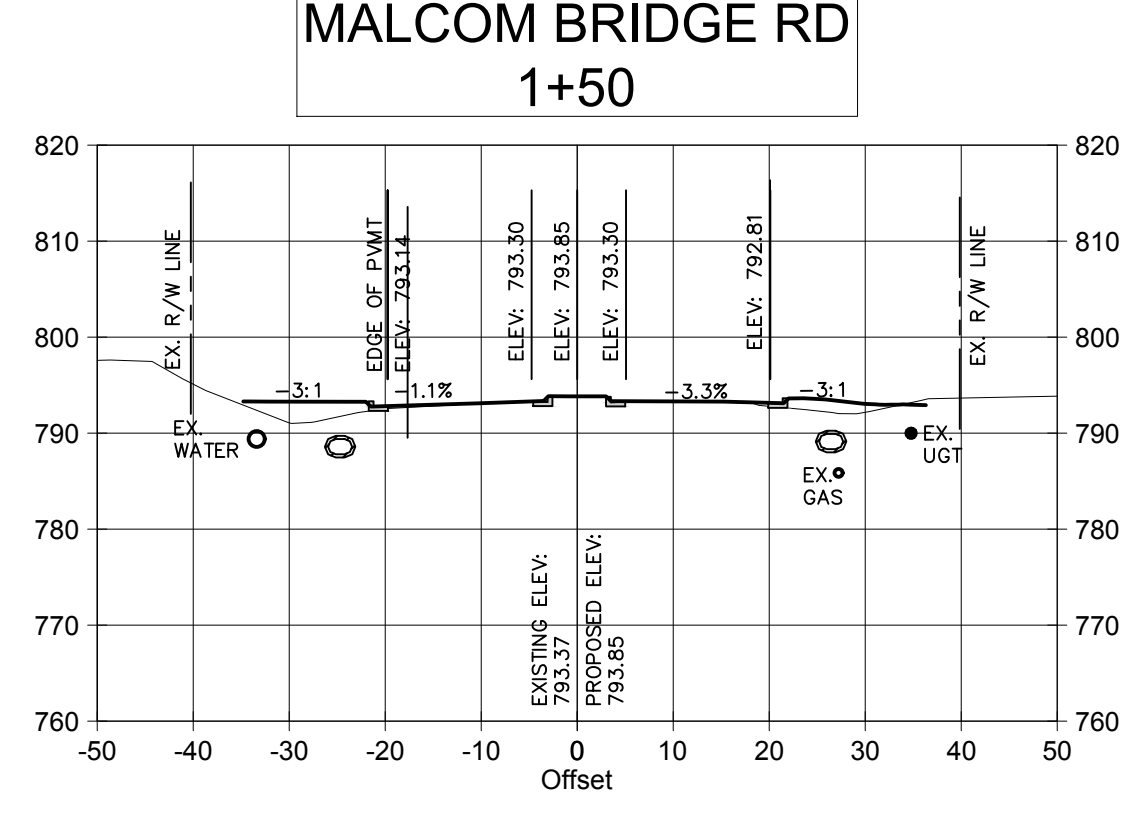 MALCOM BRIDGE RD
1+50
820
820
810
810
800
800
790
790
780
780
770
770
760
760
EX. R/W LINE
EDGE OF PVMT
ELEV: 793.14
ELEV: 793.30
ELEV: 793.85
ELEV: 793.30
ELEV: 792.81
EX. R/W LINE
-3:1
-1.1%
-3.3%
-3:1
EX.
WATER
EX.
GAS
EX.
UGT
EXISTING ELEV:
793.37
PROPOSED ELEV:
793.85
-50 -40 -30 -20 -10 0 10 20 30 40 50
Offset